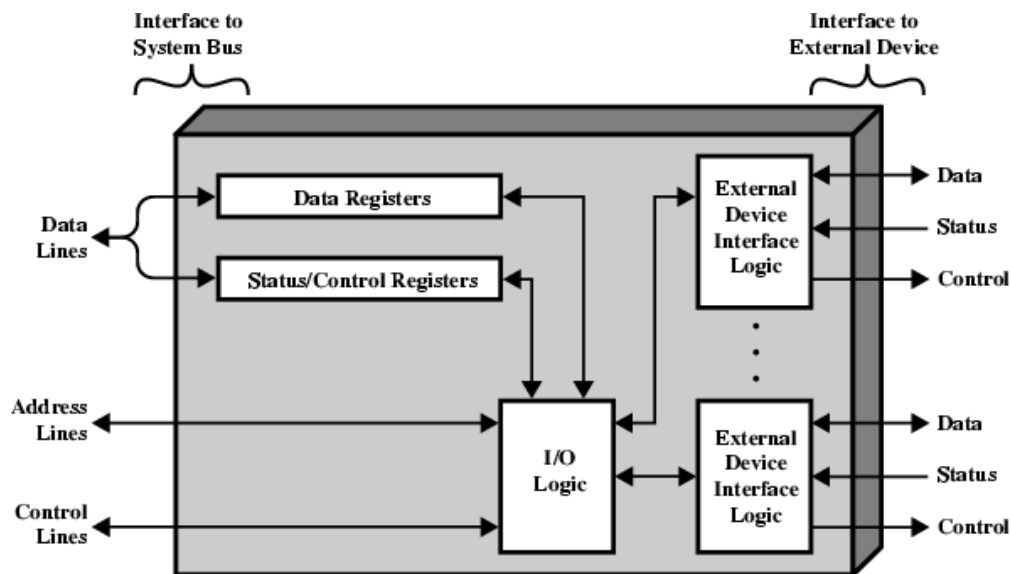 Interface to
System Bus
Interface to
External Device
Data Registers
External
Device
Interface
Logic
Data
Status
Control
Data
Lines
Status/Control Registers
Address
Lines
I/O
Logic
External
Device
Interface
Logic
Data
Status
Control
Control
Lines